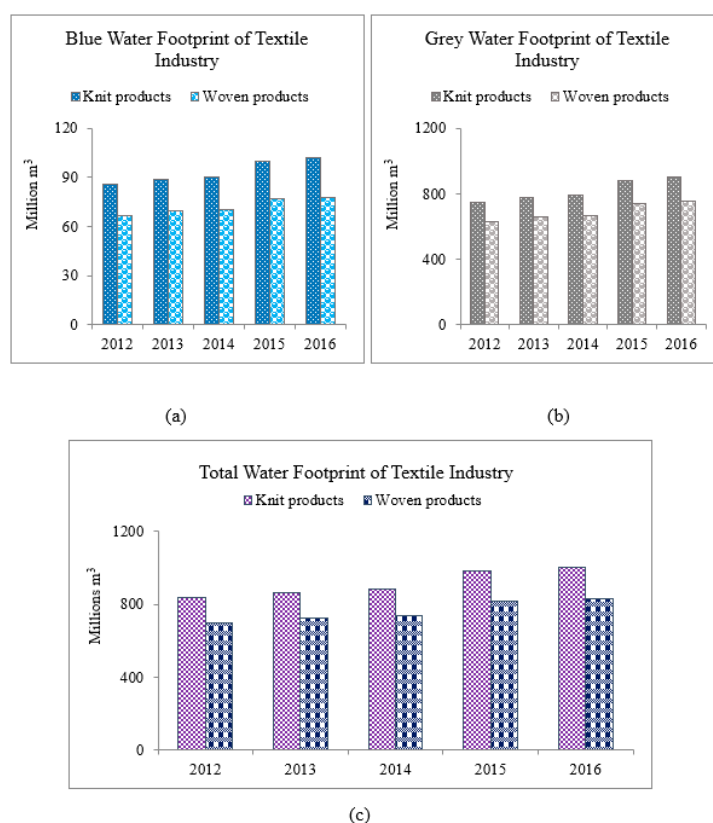 Blue Water Footprint of Textile
Industry
Knit products Woven products
120
90
60
30
0
Million m³
2012 2013 2014 2015 2016
(a)
Grey Water Footprint of Textile
Industry
Knit products Woven products
1200
800
400
0
Million m³
2012 2013 2014 2015 2016
(b)
Total Water Footprint of Textile Industry
Knit products Woven products
1200
800
400
0
Millions m³
2012 2013 2014 2015 2016
(c)